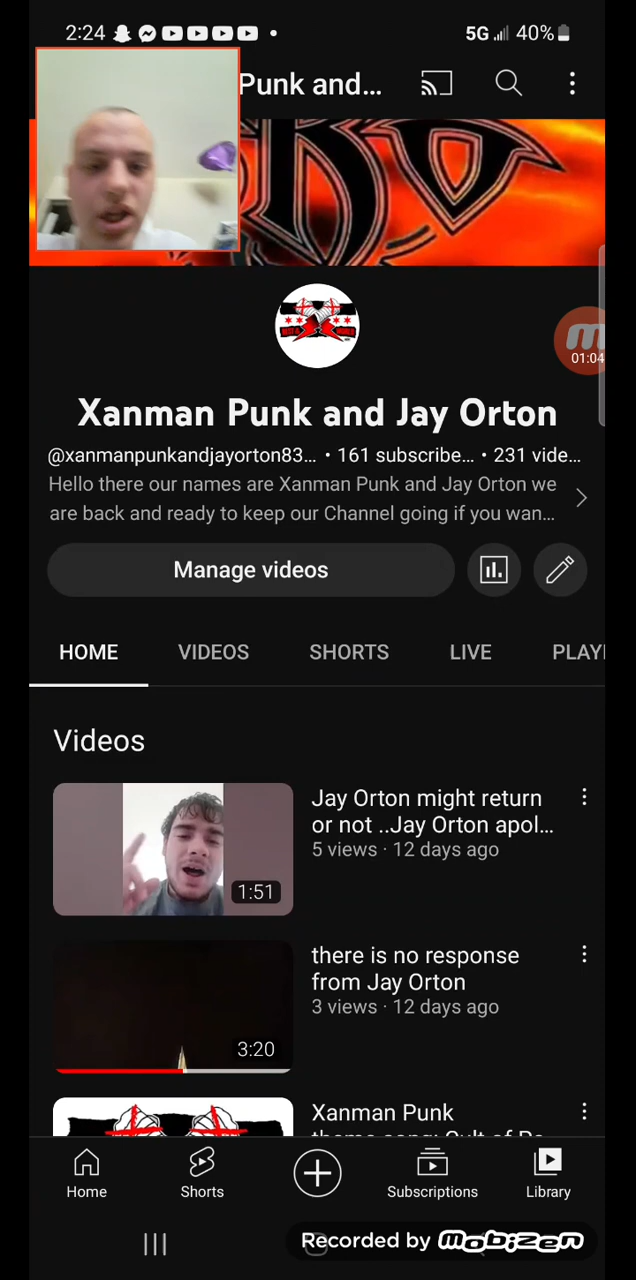 2:24
5G 40%
Punk and...
01:04
Xanman Punk and Jay Orton
@xanmanpunkandjayorton83... • 161 subscribe... • 231 vide...
Hello there our names are Xanman Punk and Jay Orton we
are back and ready to keep our Channel going if you wan...
Manage videos
HOME VIDEOS SHORTS LIVE PLAYI
Videos
Jay Orton might return
or not ..Jay Orton apol...
5 views · 12 days ago
1:51
there is no response
from Jay Orton
3 views · 12 days ago
3:20
Xanman Punk
Home Shorts Subscriptions Library
Recorded by mobizen